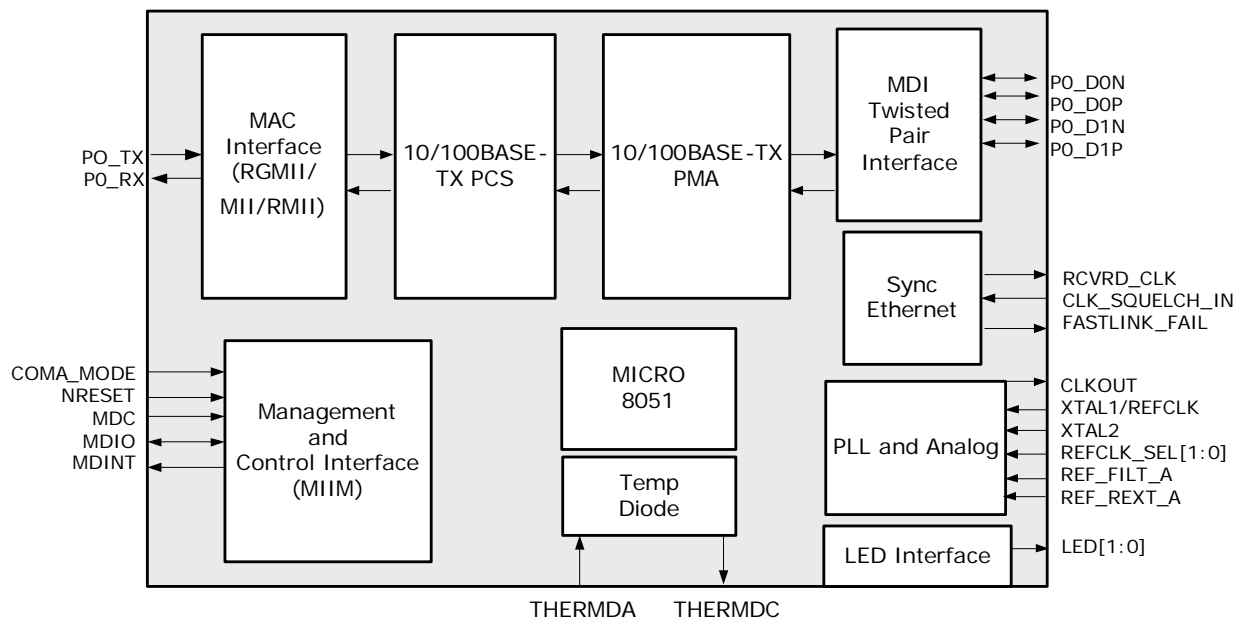 PO_TX
P0_RX
MAC
Interface
(RGMII/
MII/RMII)
10/100BASE-
TX PCS
10/100BASE-TX
PMA
MDI
Twisted
Pair
Interface
P0_D0N
P0_D0P
P0_D1N
P0_D1P
Sync
Ethernet
RCVRD_CLK
CLK_SQUELCH_IN
FASTLINK_FAIL
COMA_MODE
NRESET
MDC
MDIO
MDINT
Management
and
Control Interface
(MIIM)
MICRO
8051
Temp
Diode
PLL and Analog
CLKOUT
XTAL1/REFCLK
XTAL2
REFCLK_SEL[1:0]
REF_FILT_A
REF_REXT_A
LED Interface
LED[1:0]
THERMDA
THERMDC